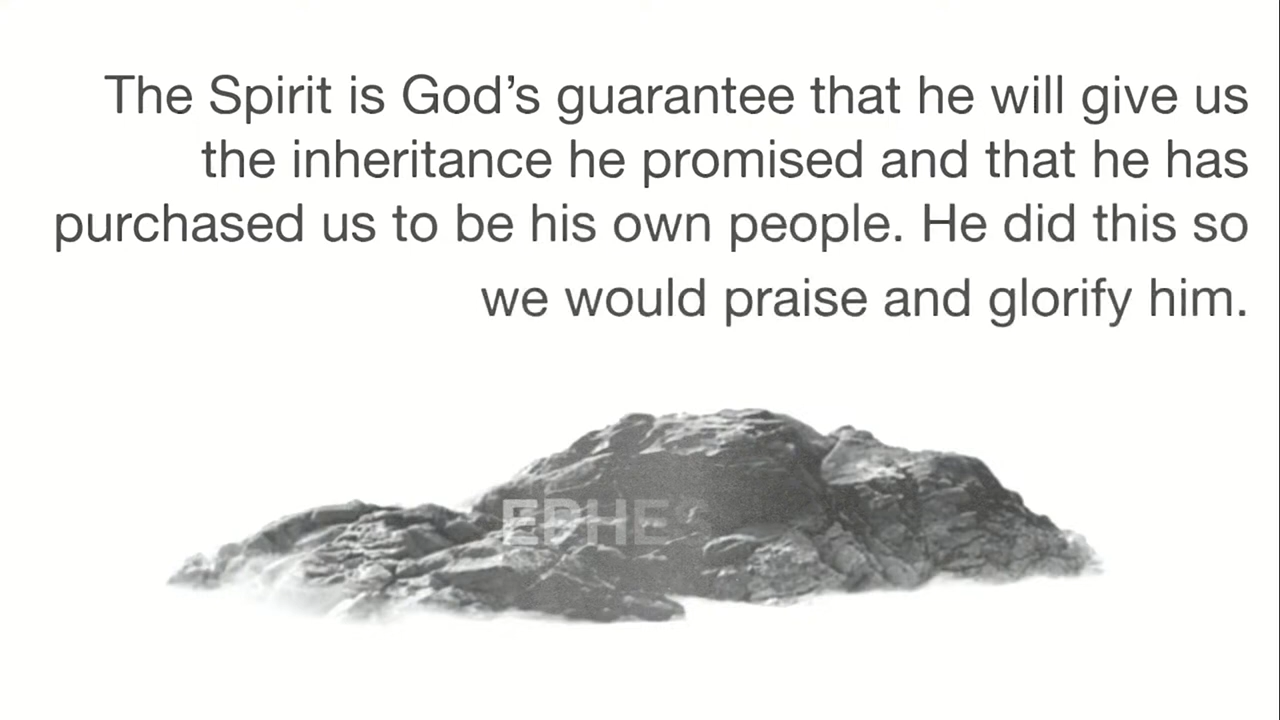 The Spirit is God’s guarantee that he will give us
the inheritance he promised and that he has
purchased us to be his own people. He did this so
we would praise and glorify him.
EPHES